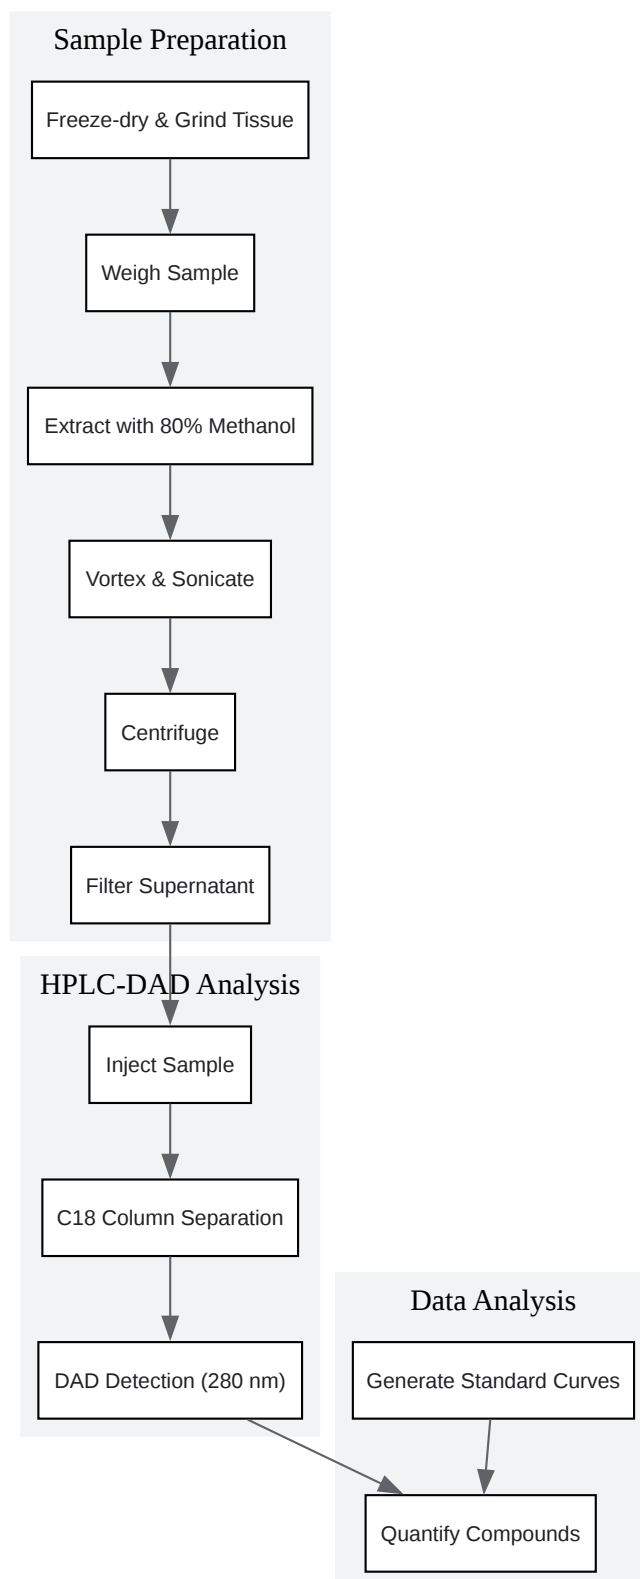 Sample Preparation
Freeze-dry & Grind Tissue
Weigh Sample
Extract with 80% Methanol
Vortex & Sonicate
Centrifuge
Filter Supernatant
HPLC-DAD Analysis
Inject Sample
C18 Column Separation
DAD Detection (280 nm)
Data Analysis
Generate Standard Curves
Quantify Compounds